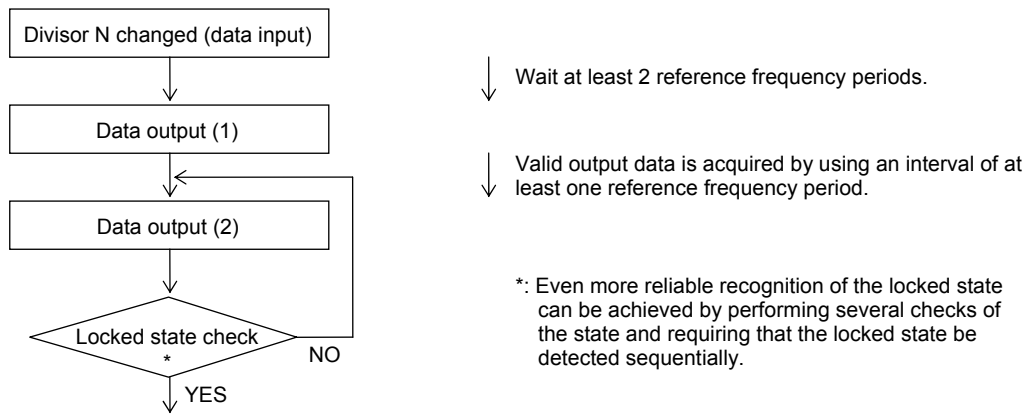 Divisor N changed (data input)
Wait at least 2 reference frequency periods.
Data output (1)
Valid output data is acquired by using an interval of at
least one reference frequency period.
Data output (2)
*: Even more reliable recognition of the locked state
can be achieved by performing several checks of
the state and requiring that the locked state be
detected sequentially.
Locked state check
*
NO
YES